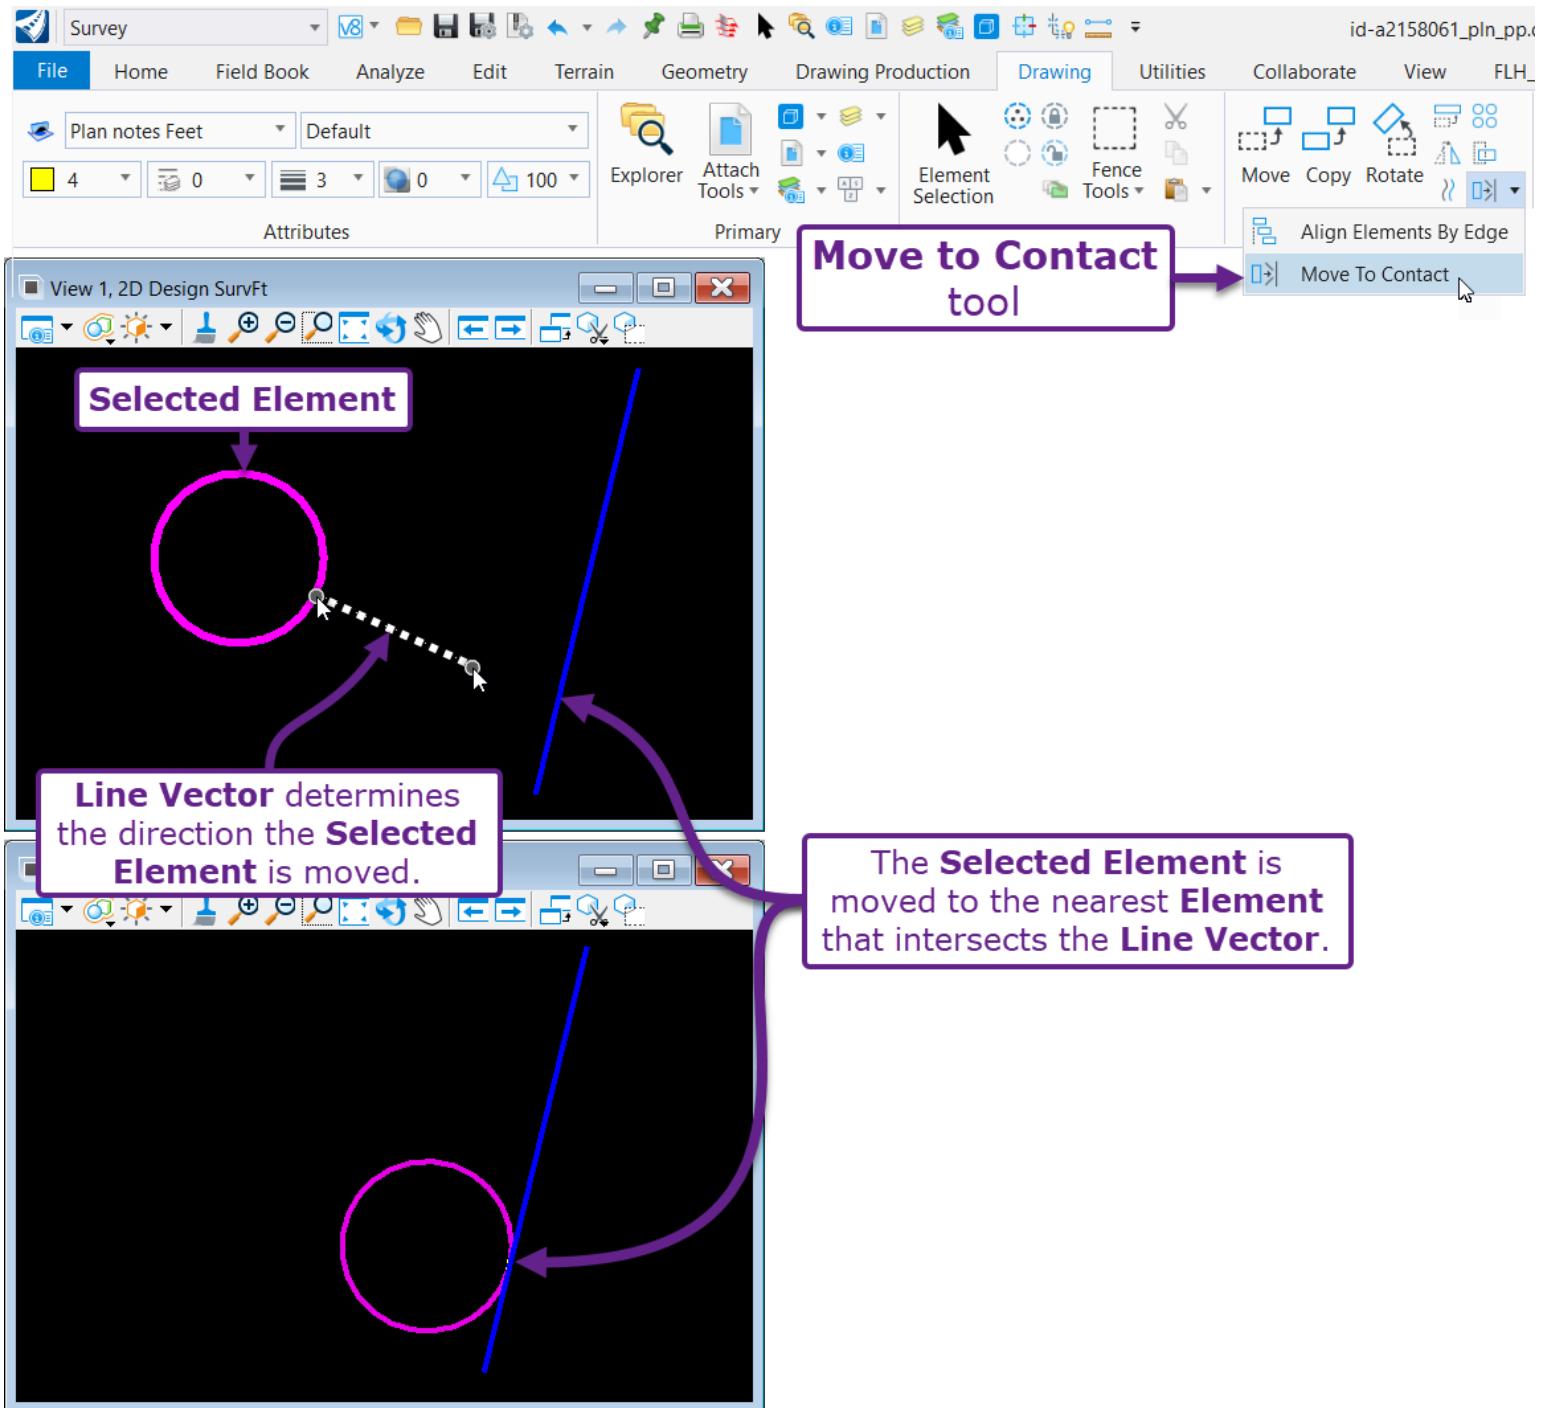 Survey
V8
id-a2158061_pln_pp.
File Home Field Book Analyze Edit Terrain Geometry Drawing Production Drawing Utilities Collaborate View FLH_
Plan notes Feet Default
4 0 3 0 100
Explorer
Attach
Tools
Element
Selection
Fence
Tools
Move Copy Rotate
Attributes
Primary
Align Elements By Edge
Move To Contact
Move to Contact
tool
View 1, 2D Design SurvFt
Selected Element
Line Vector determines
the direction the Selected
Element is moved.
The Selected Element is
moved to the nearest Element
that intersects the Line Vector.